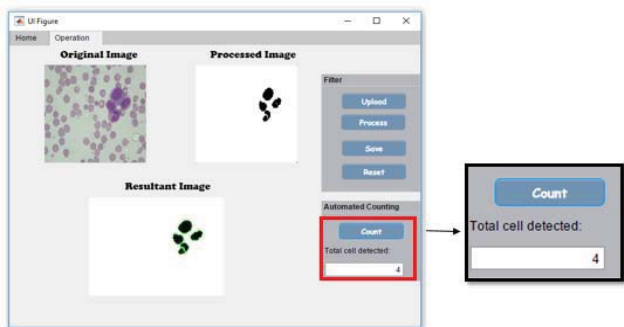 UI Figure
Home Operation
Original Image Processed Image
Filter
Upload
Process
Save
Reset
Resultant Image
Automated Counting
Count
Total cell detected:
4
Count
Total cell detected:
4